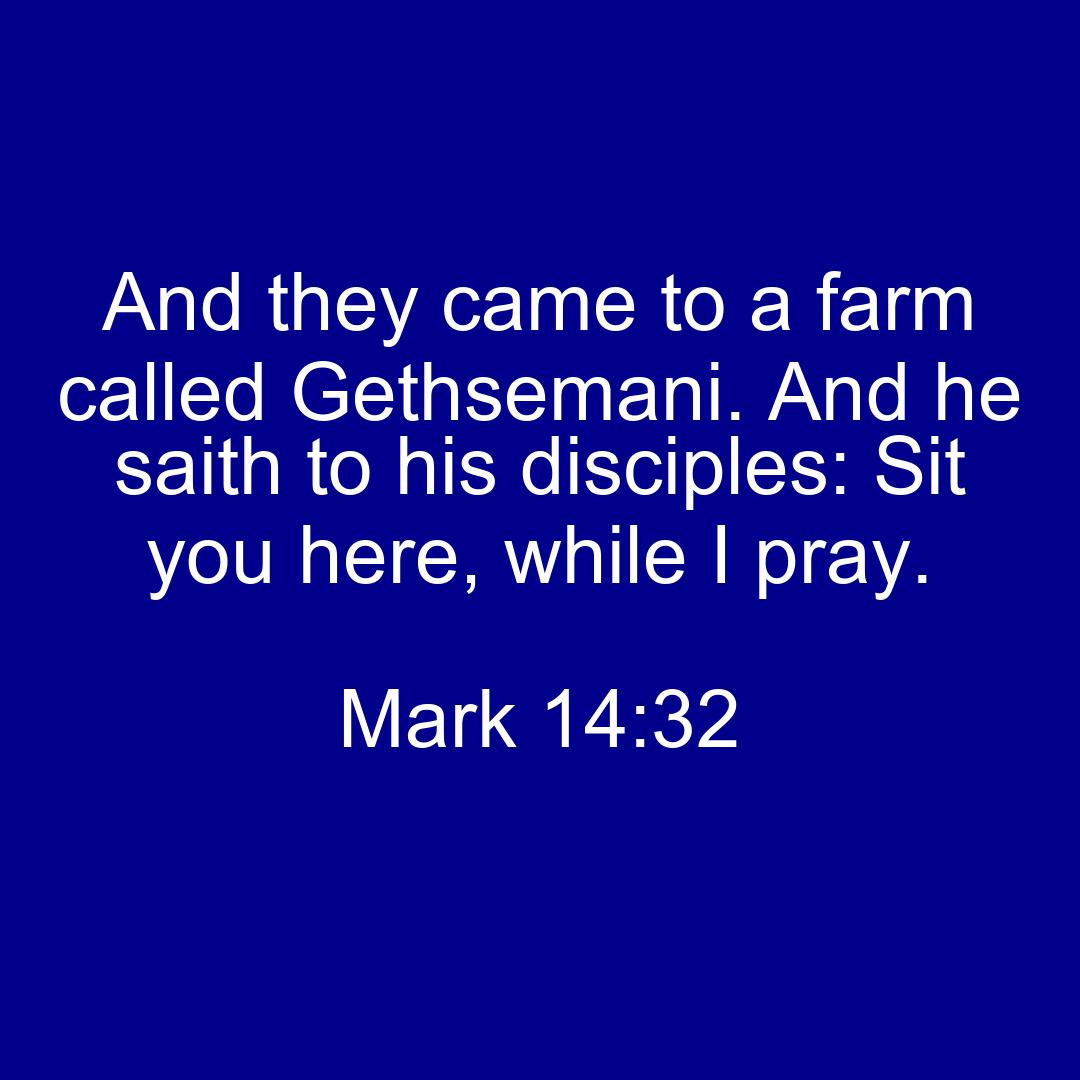 And they came to a farm
called Gethsemani. And he
saith to his disciples: Sit
you here, while I pray.
Mark 14:32